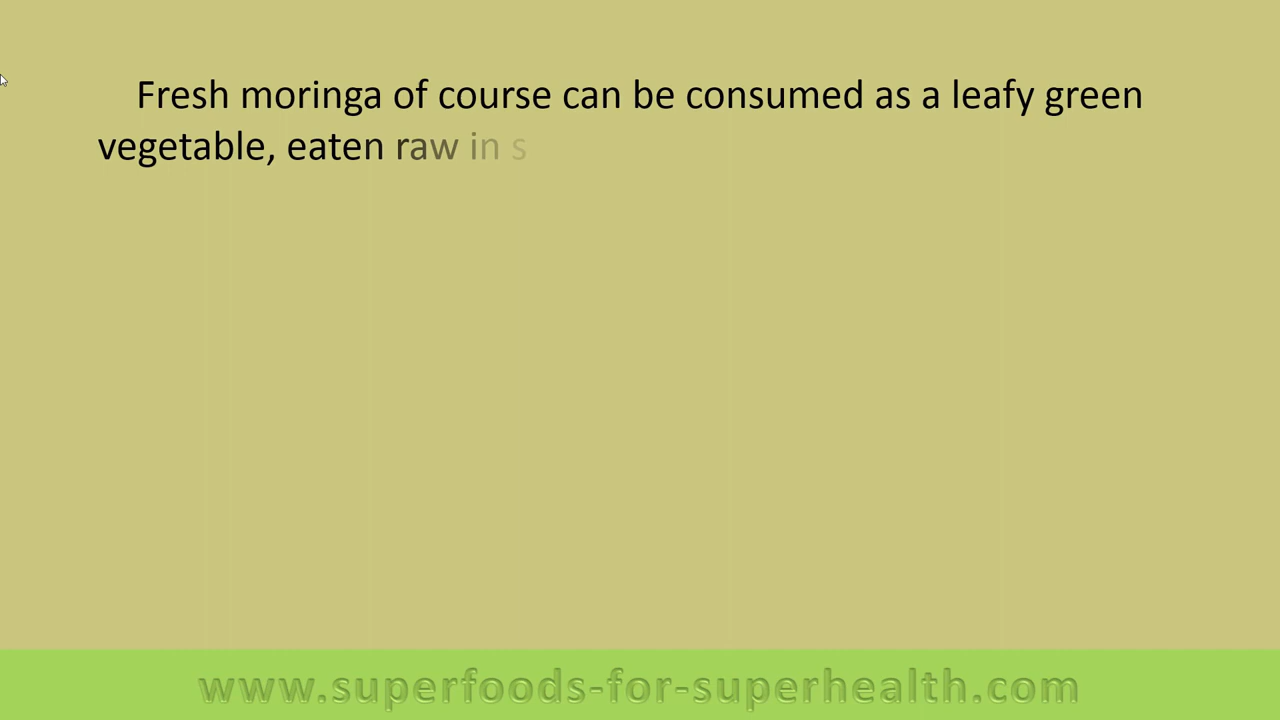 Fresh moringa of course can be consumed as a leafy green
vegetable, eaten raw in s
www.superfoods-for-superhealth.com